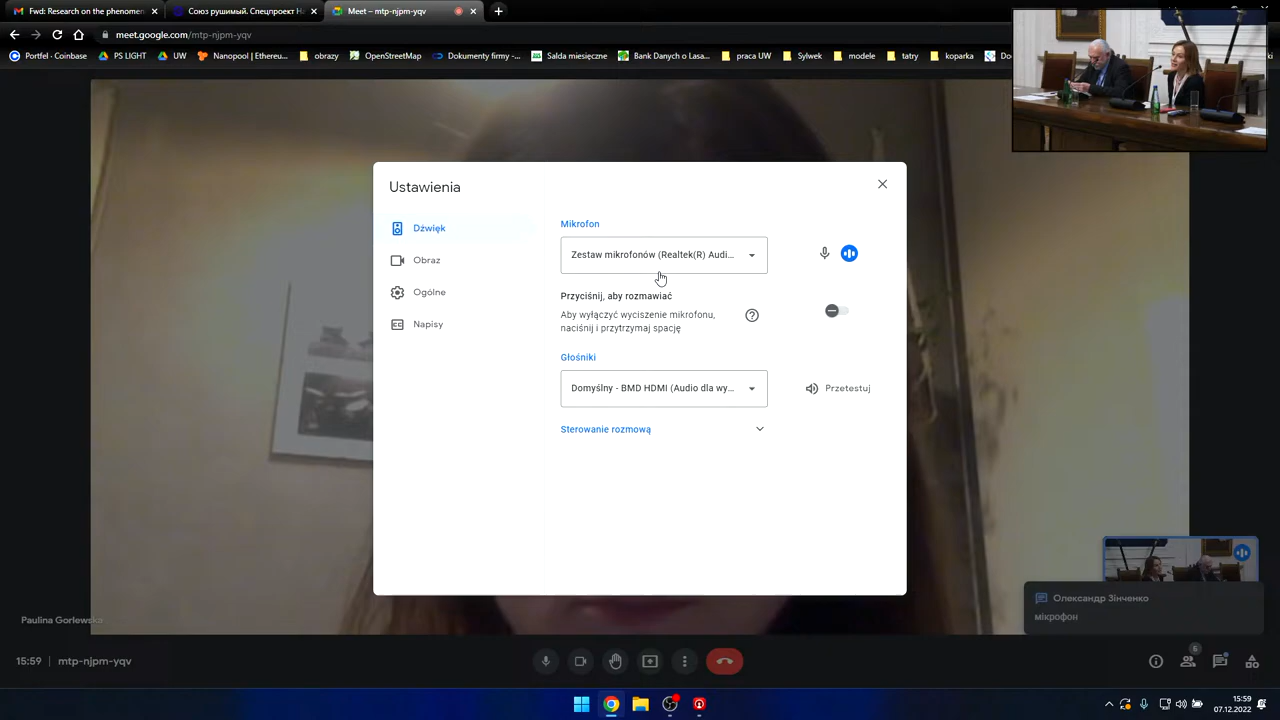 Fwd: Research on the phenomen
Союз рушимый. Спецпроект На
Meet – mtp-njpm-yqv
meet.google.com/mtp-njpm-yqv
Portfel - Coinbase
PS LIGHT
UW
Nanopool | Ethereu...
obrazy
OpenStreetMap
Dokumenty firmy -...
dane miesięczne
Bank Danych o Lasa...
praca UW
Sylwek
modele
tatry
koparka
Ustawienia
Dźwięk
Obraz
Ogólne
Napisy
Mikrofon
Zestaw mikrofonów (Realtek(R) Audi...
Przyciśnij, aby rozmawiać
Aby wyłączyć wyciszenie mikrofonu,
naciśnij i przytrzymaj spację
Głośniki
Domyślny - BMD HDMI (Audio dla wy...
Przetestuj
Sterowanie rozmową
Олександр Зінченко
мікрофон
Paulina Gorlewska
15:59 | mtp-njpm-yqv
6
15:59
07.12.2022